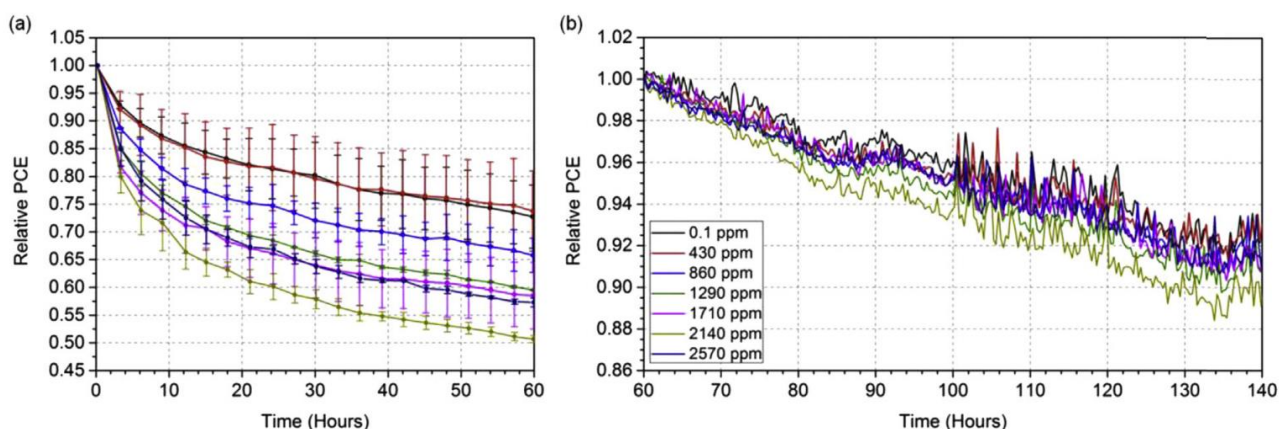 (a)
1.05
1.00
0.95
0.90
0.85
0.80
0.75
0.70
0.65
0.60
0.55
0.50
0.45
Relative PCE
0 10 20 30 40 50 60
Time (Hours)
(b)
1.02
1.00
0.98
0.96
0.94
0.92
0.90
0.88
0.86
Relative PCE
0.1 ppm
430 ppm
860 ppm
1290 ppm
1710 ppm
2140 ppm
2570 ppm
60 70 80 90 100 110 120 130 140
Time (Hours)